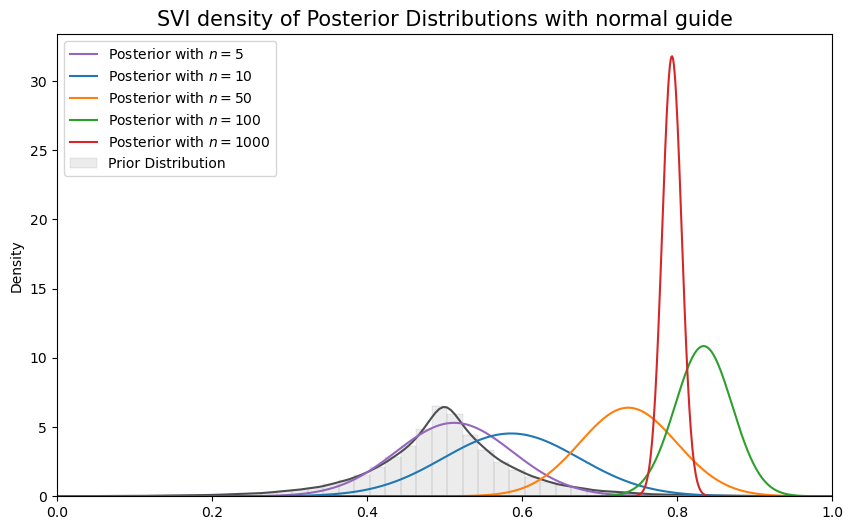 SVI density of Posterior Distributions with normal guide
Posterior with n = 5
Posterior with n = 10
Posterior with n = 50
Posterior with n = 100
Posterior with n = 1000
Prior Distribution
Density
30
25
20
15
10
5
0
0.0 0.2 0.4 0.6 0.8 1.0